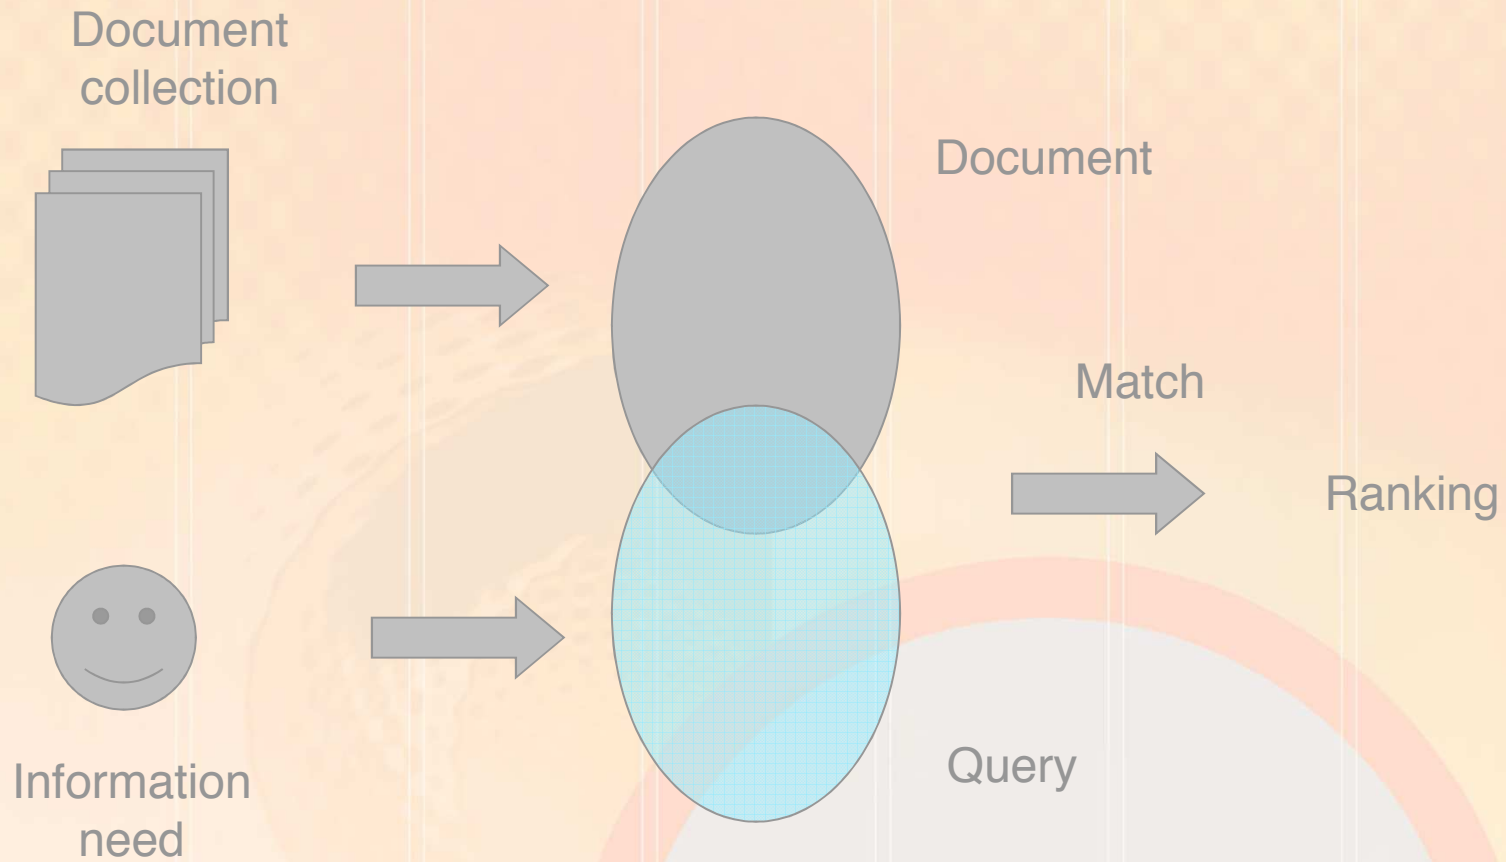 Document
collection
Document
Match
Ranking
Query
Information
need